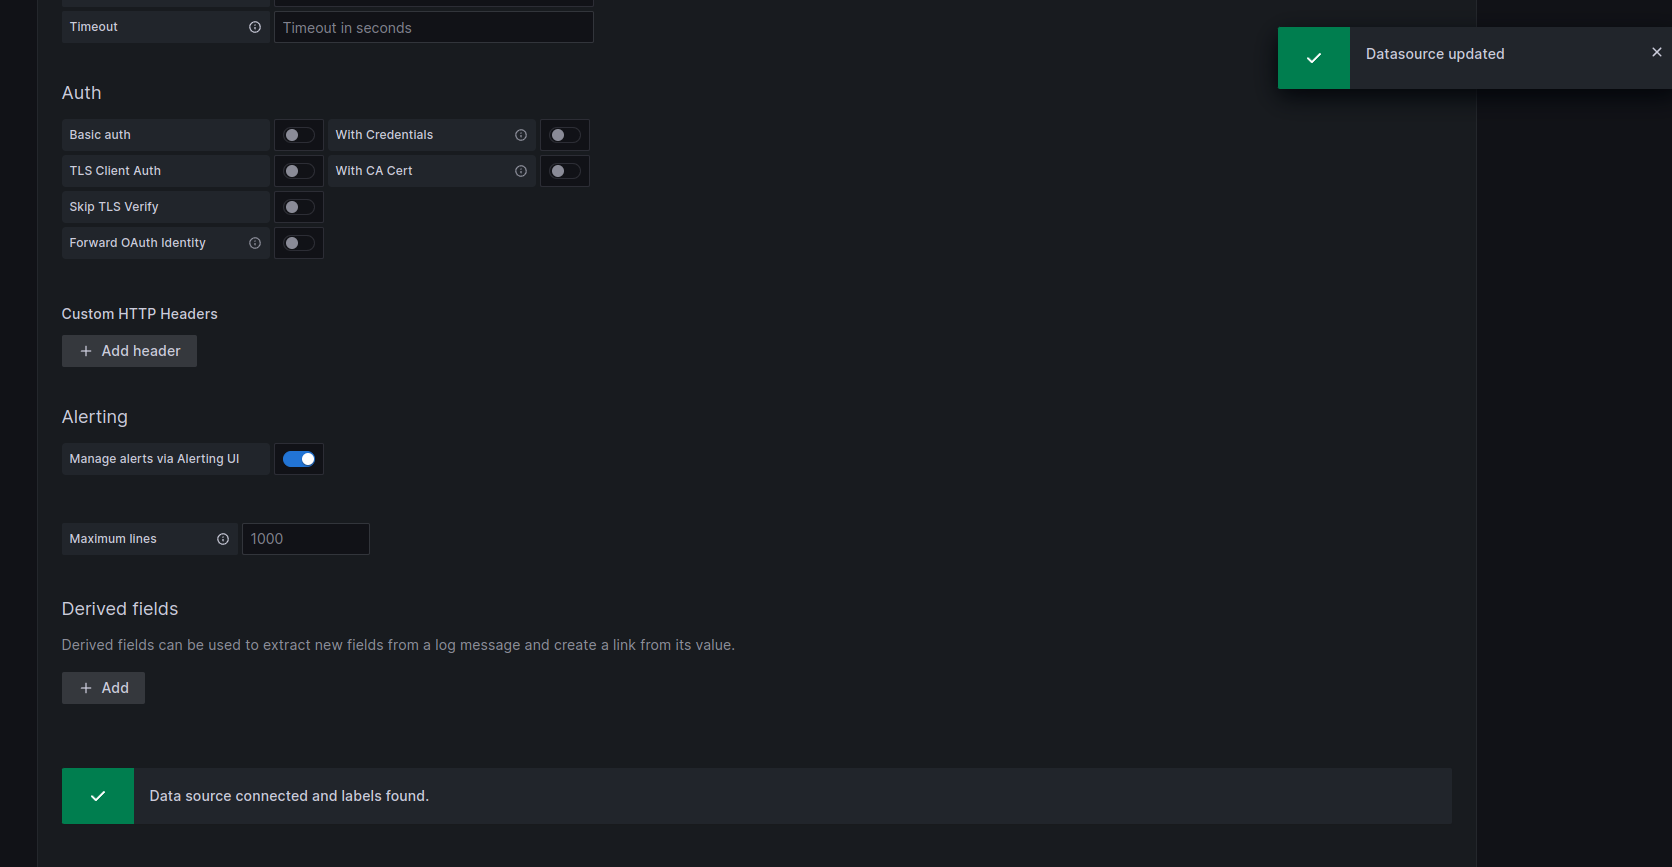 Timeout
Timeout in seconds
Datasource updated
Auth
Basic auth
With Credentials
TLS Client Auth
With CA Cert
Skip TLS Verify
Forward OAuth Identity
Custom HTTP Headers
Add header
Alerting
Manage alerts via Alerting UI
Maximum lines
1000
Derived fields
Derived fields can be used to extract new fields from a log message and create a link from its value.
Add
Data source connected and labels found.